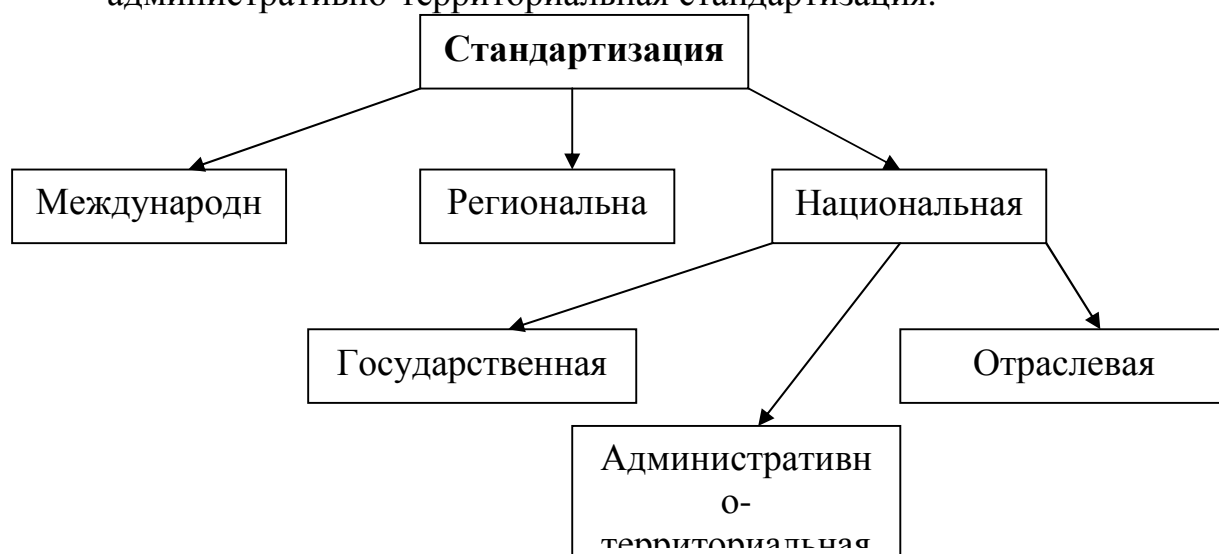 административно-территориальная стандартизация.
Стандартизация
Международн
Региональна
Национальная
Государственная
Отраслевая
Административн
о-
территориальная